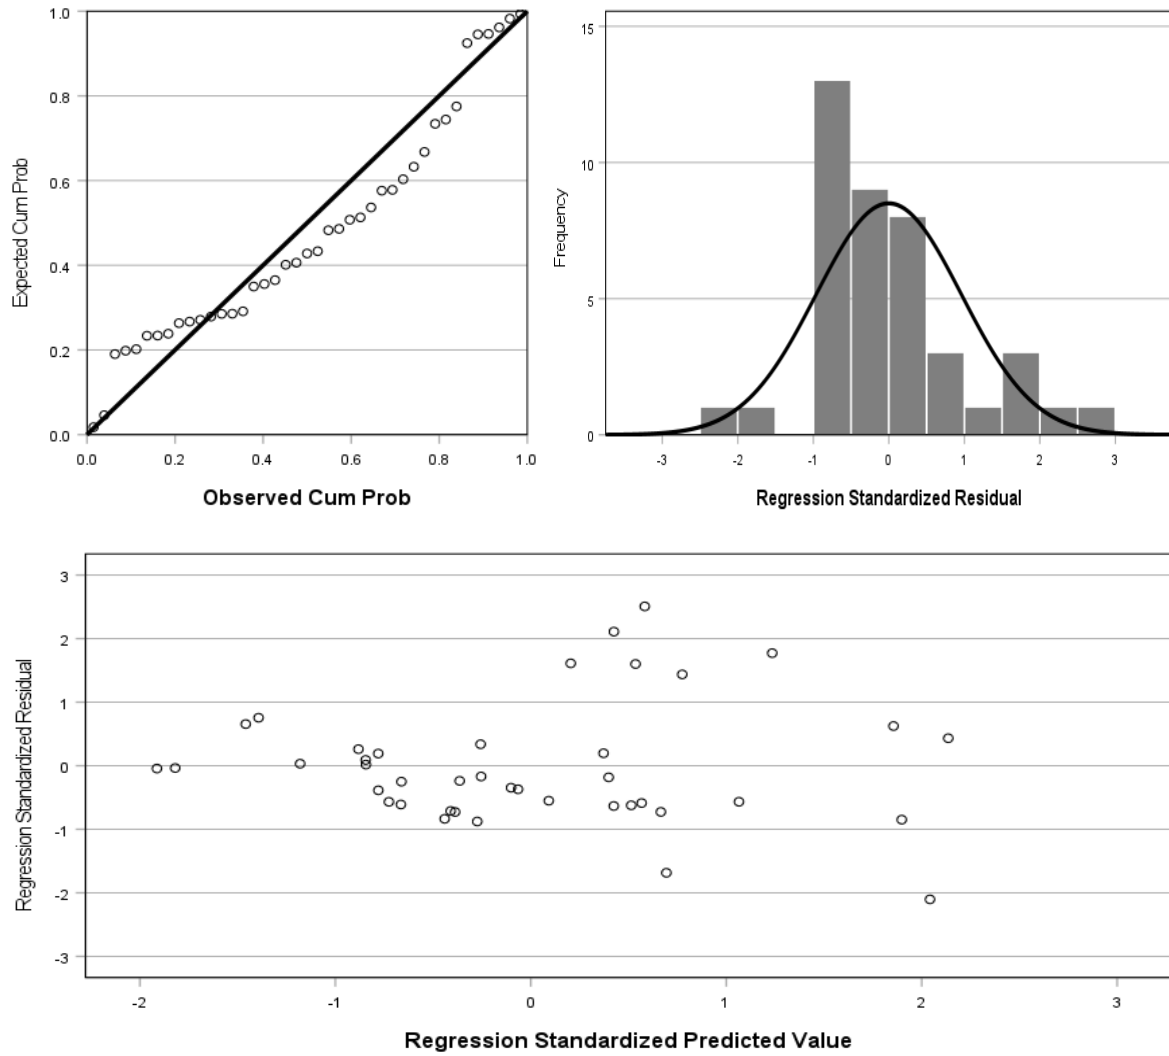 1.0
0.8
0.6
0.4
0.2
0.0
Expected Cum Prob
0.0 0.2 0.4 0.6 0.8 1.0
Observed Cum Prob
15
10
5
0
Frequency
-3 -2 -1 0 1 2 3
Regression Standardized Residual
3
2
1
0
-1
-2
-3
Regression Standardized Residual
-2 -1 0 1 2 3
Regression Standardized Predicted Value